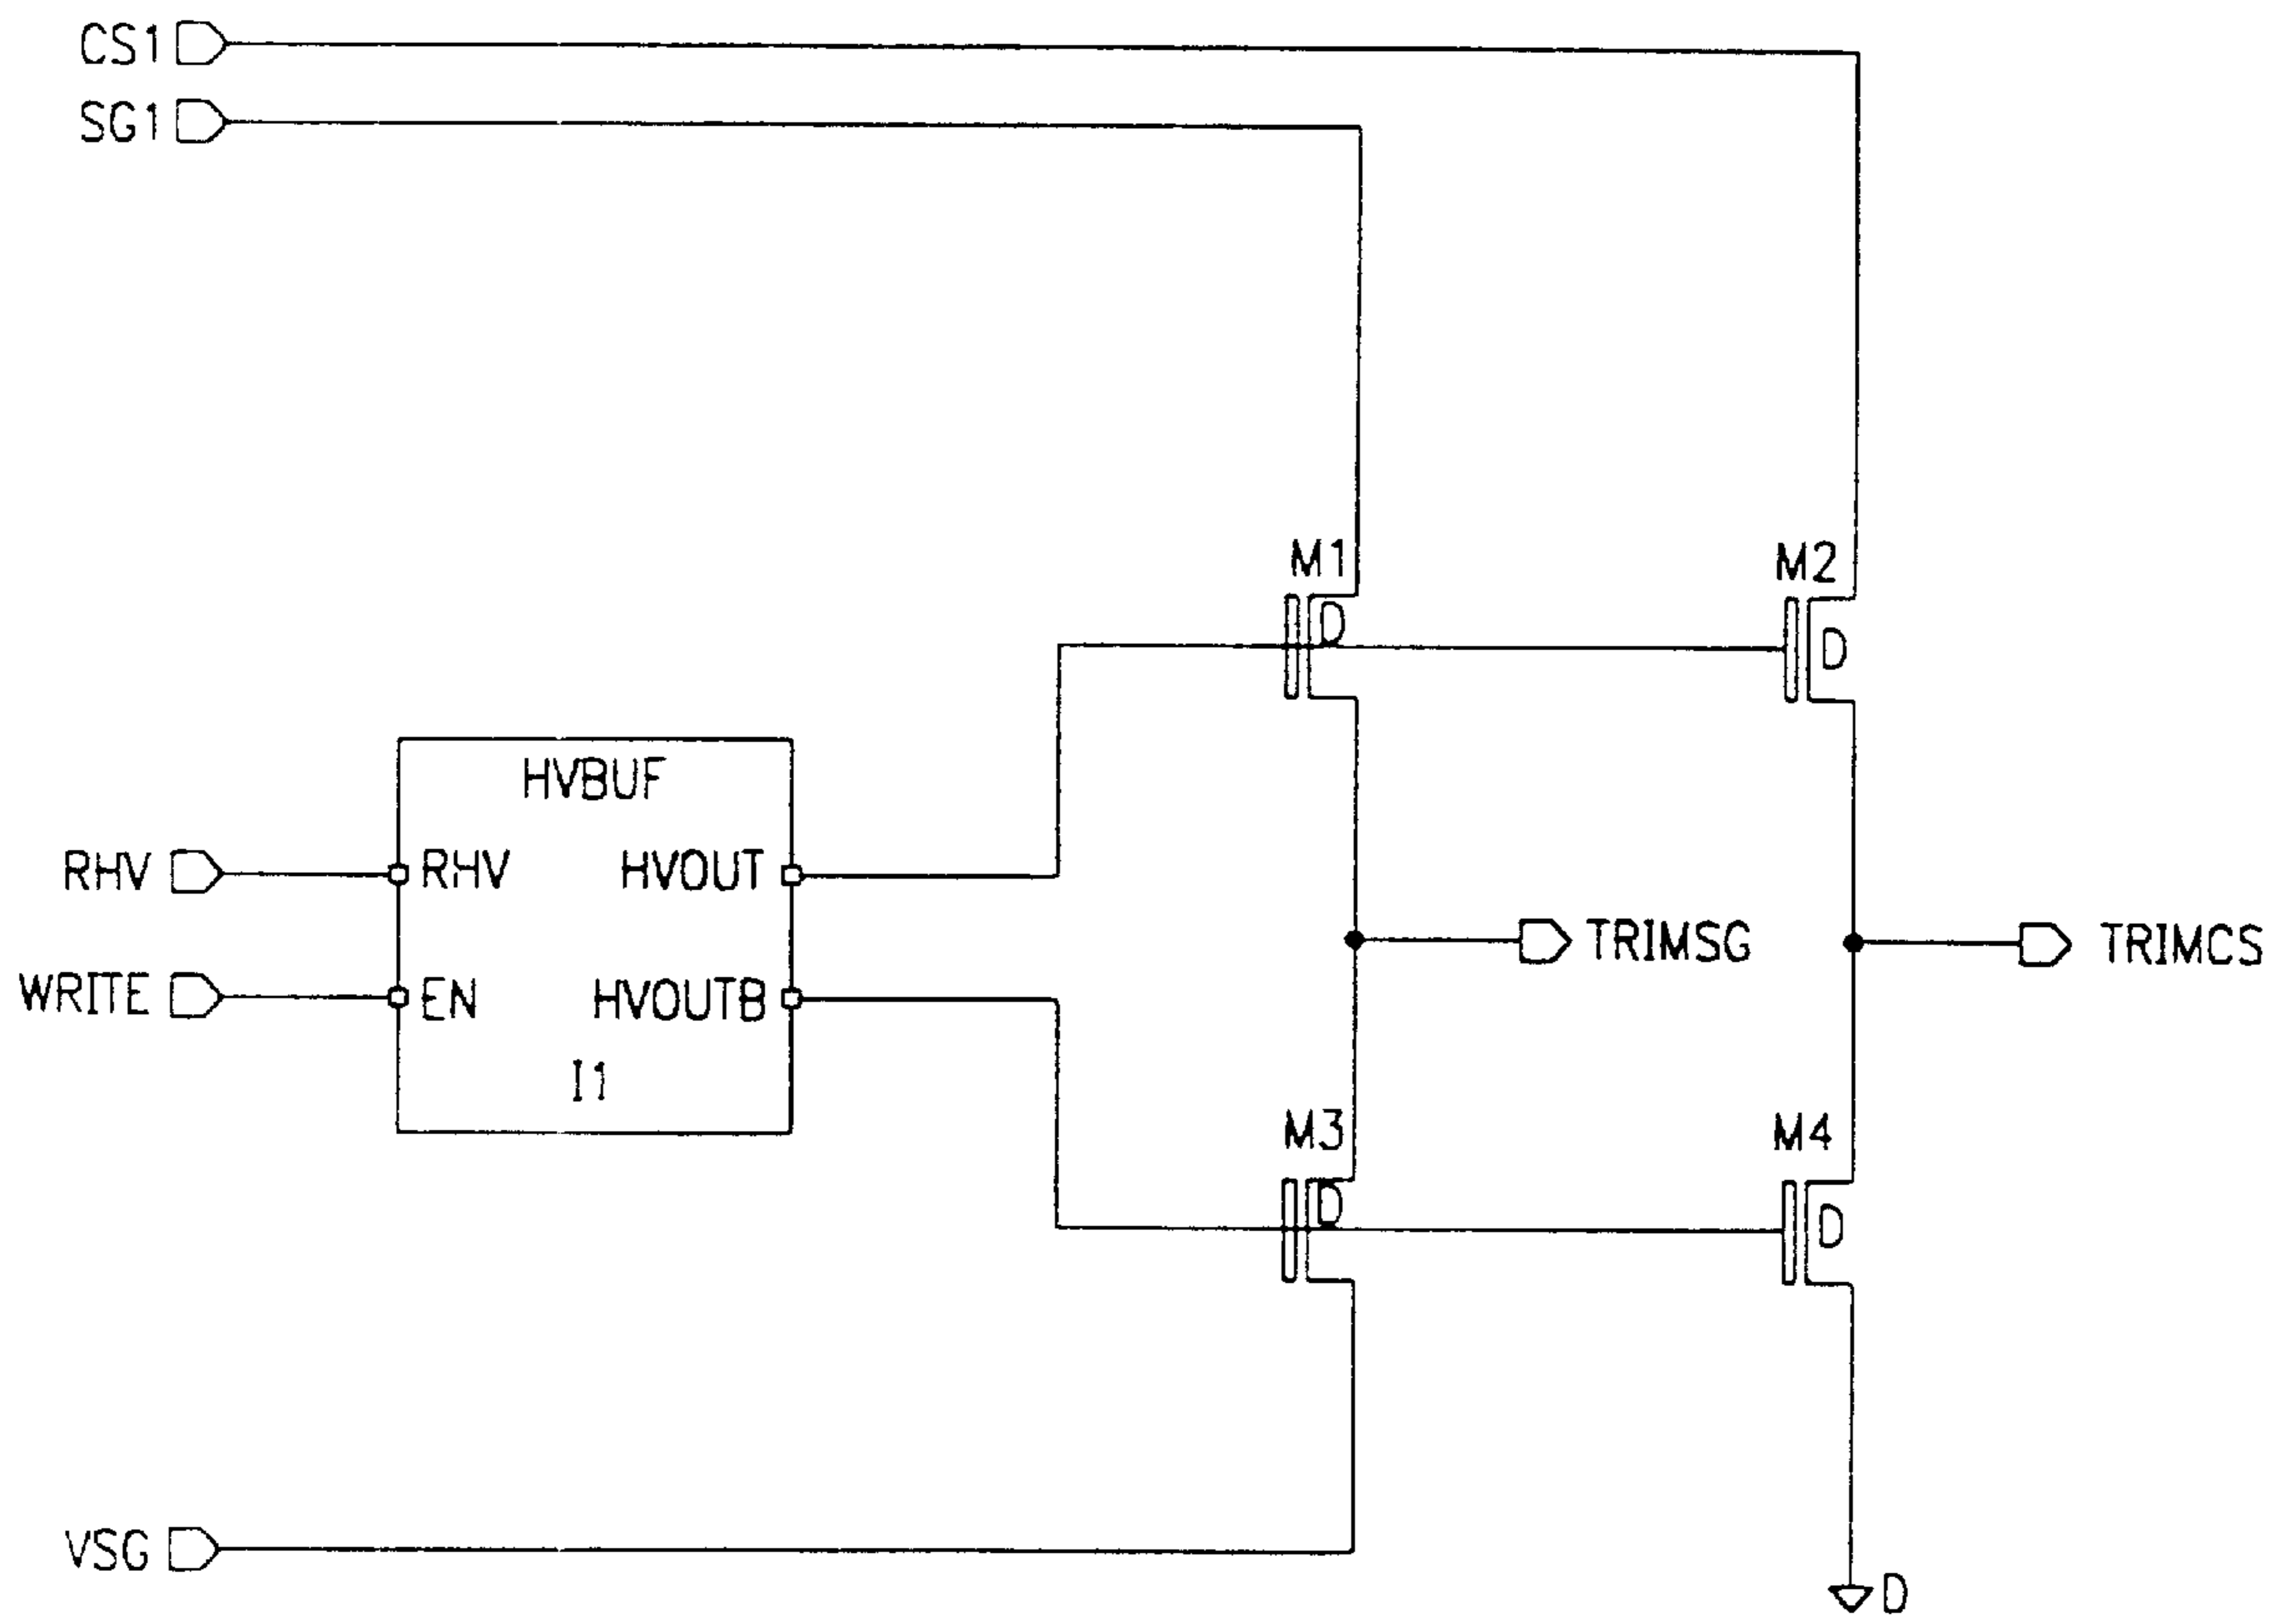 CS1
SG1
M1
M2
D
D
HVBUF
RHV
RHV
HVOUT
TRIMSG
TRIMCS
WRITE
EN
HVOUTB
I1
M3
M4
D
D
VSG
D